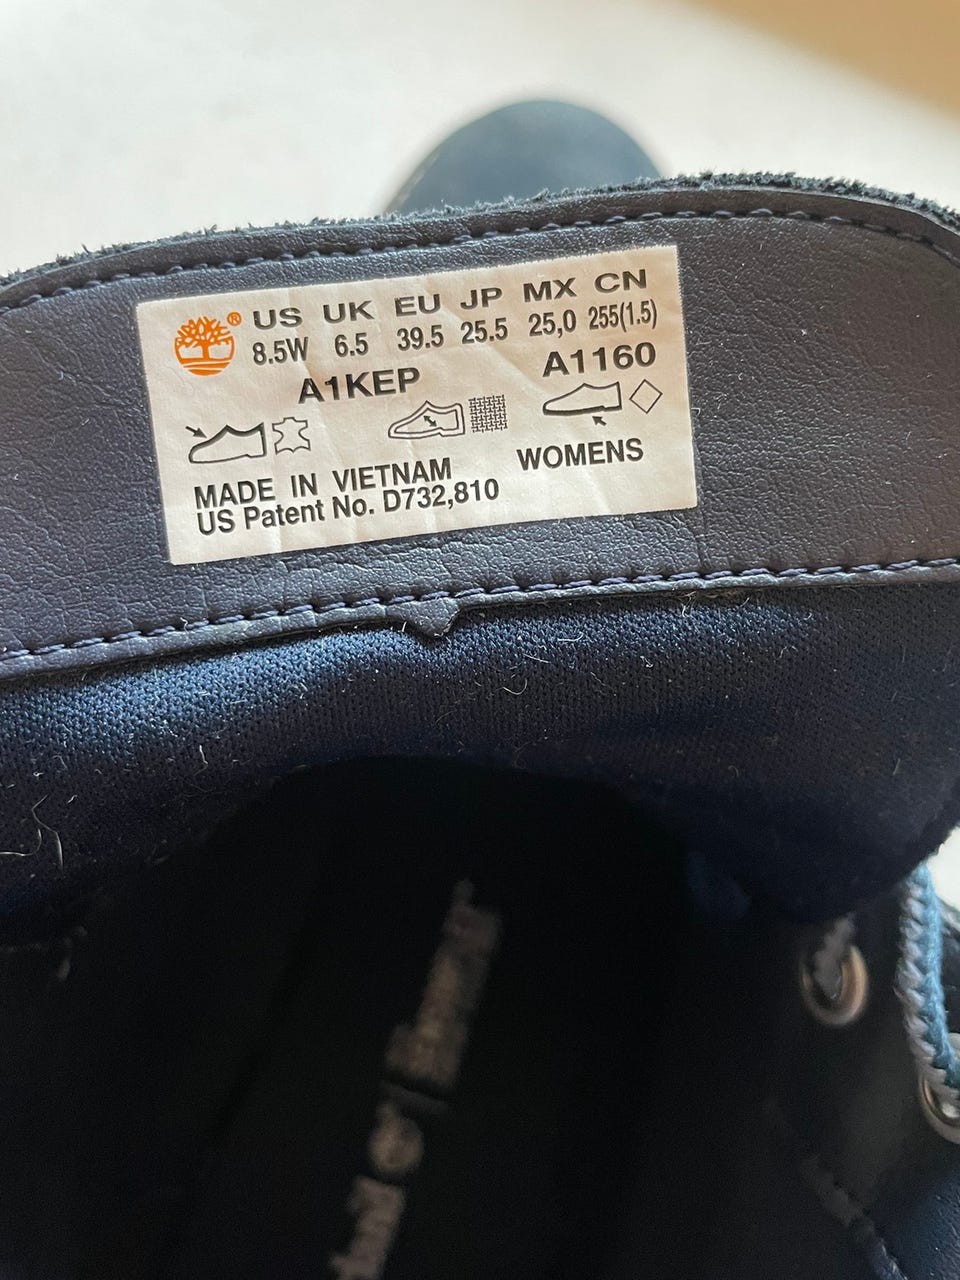 US UK EU JP MX CN
8.5W 6.5 39.5 25.5 25,0 255(1.5)
A1KEP A1160
MADE IN VIETNAM WOMENS
US Patent No. D732,810